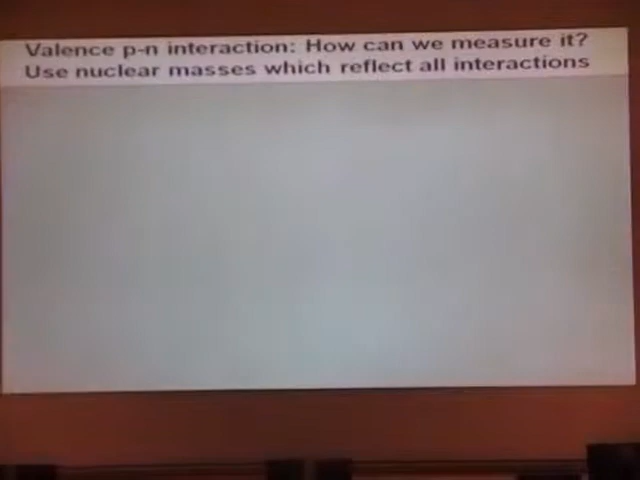 Valence p-n interaction: How can we measure it?
Use nuclear masses which reflect all interactions